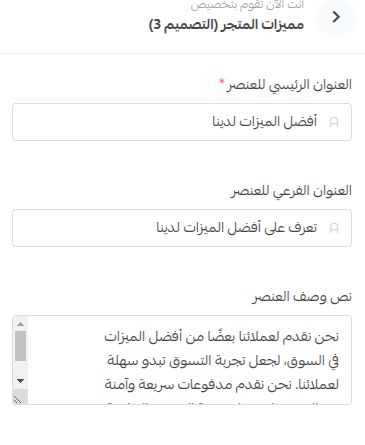 أنت الآن تقوم بتخصيص
مميزات المتجر (التصميم 3)
العنوان الرئيسي للعنصر *
أفضل الميزات لدينا
العنوان الفرعي للعنصر
تعرف على أفضل الميزات لدينا
نص وصف العنصر
نحن نقدم لعملائنا بعضًا من أفضل الميزات
في السوق، لجعل تجربة التسوق تبدو سهلة
لعملائنا. نحن نقدم مدفوعات سريعة وآمنة